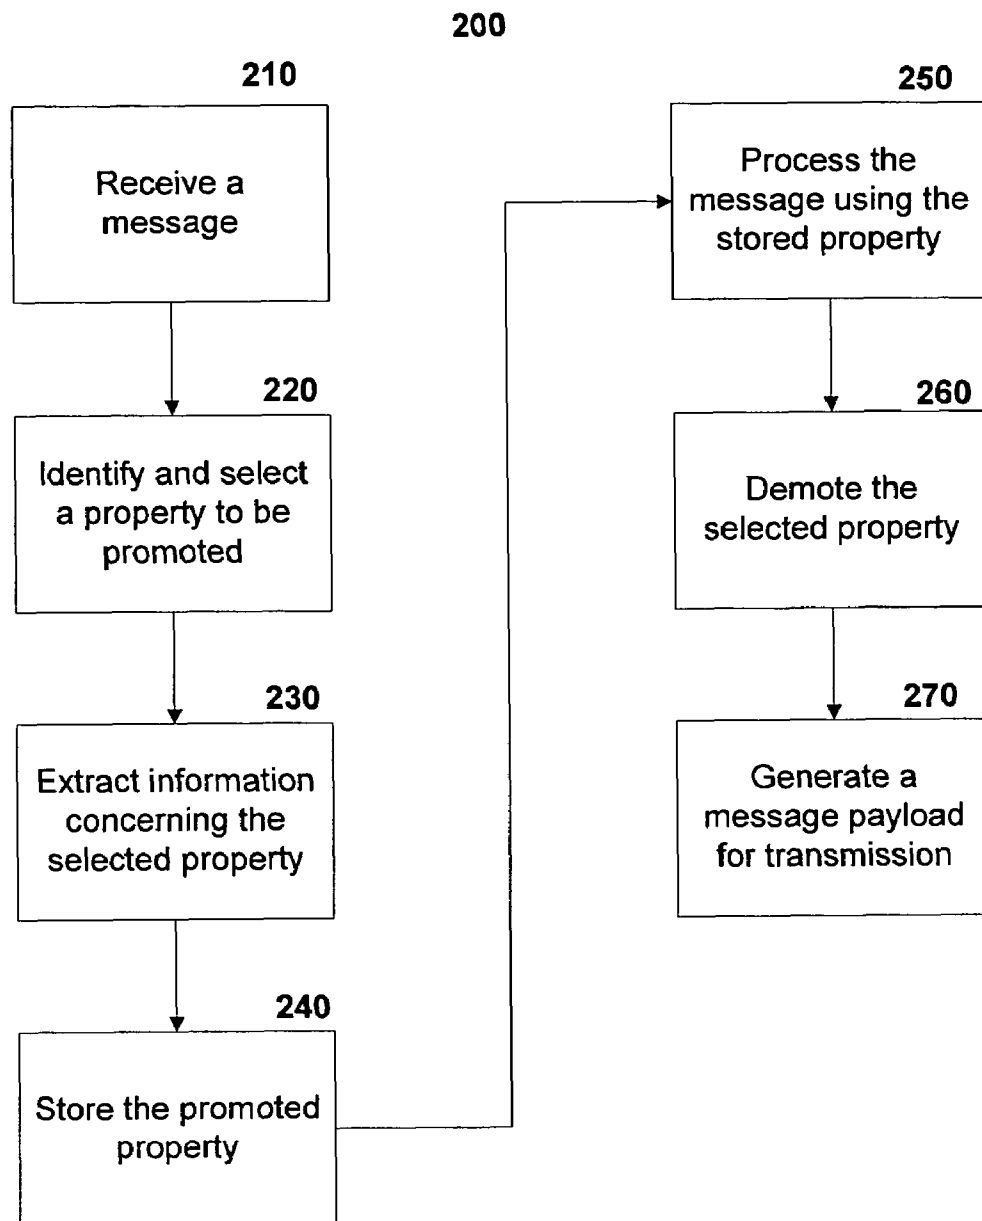 200
210
Receive a
message
220
Identify and select
a property to be
promoted
230
Extract information
concerning the
selected property
240
Store the promoted
property
250
Process the
message using the
stored property
260
Demote the
selected property
270
Generate a
message payload
for transmission